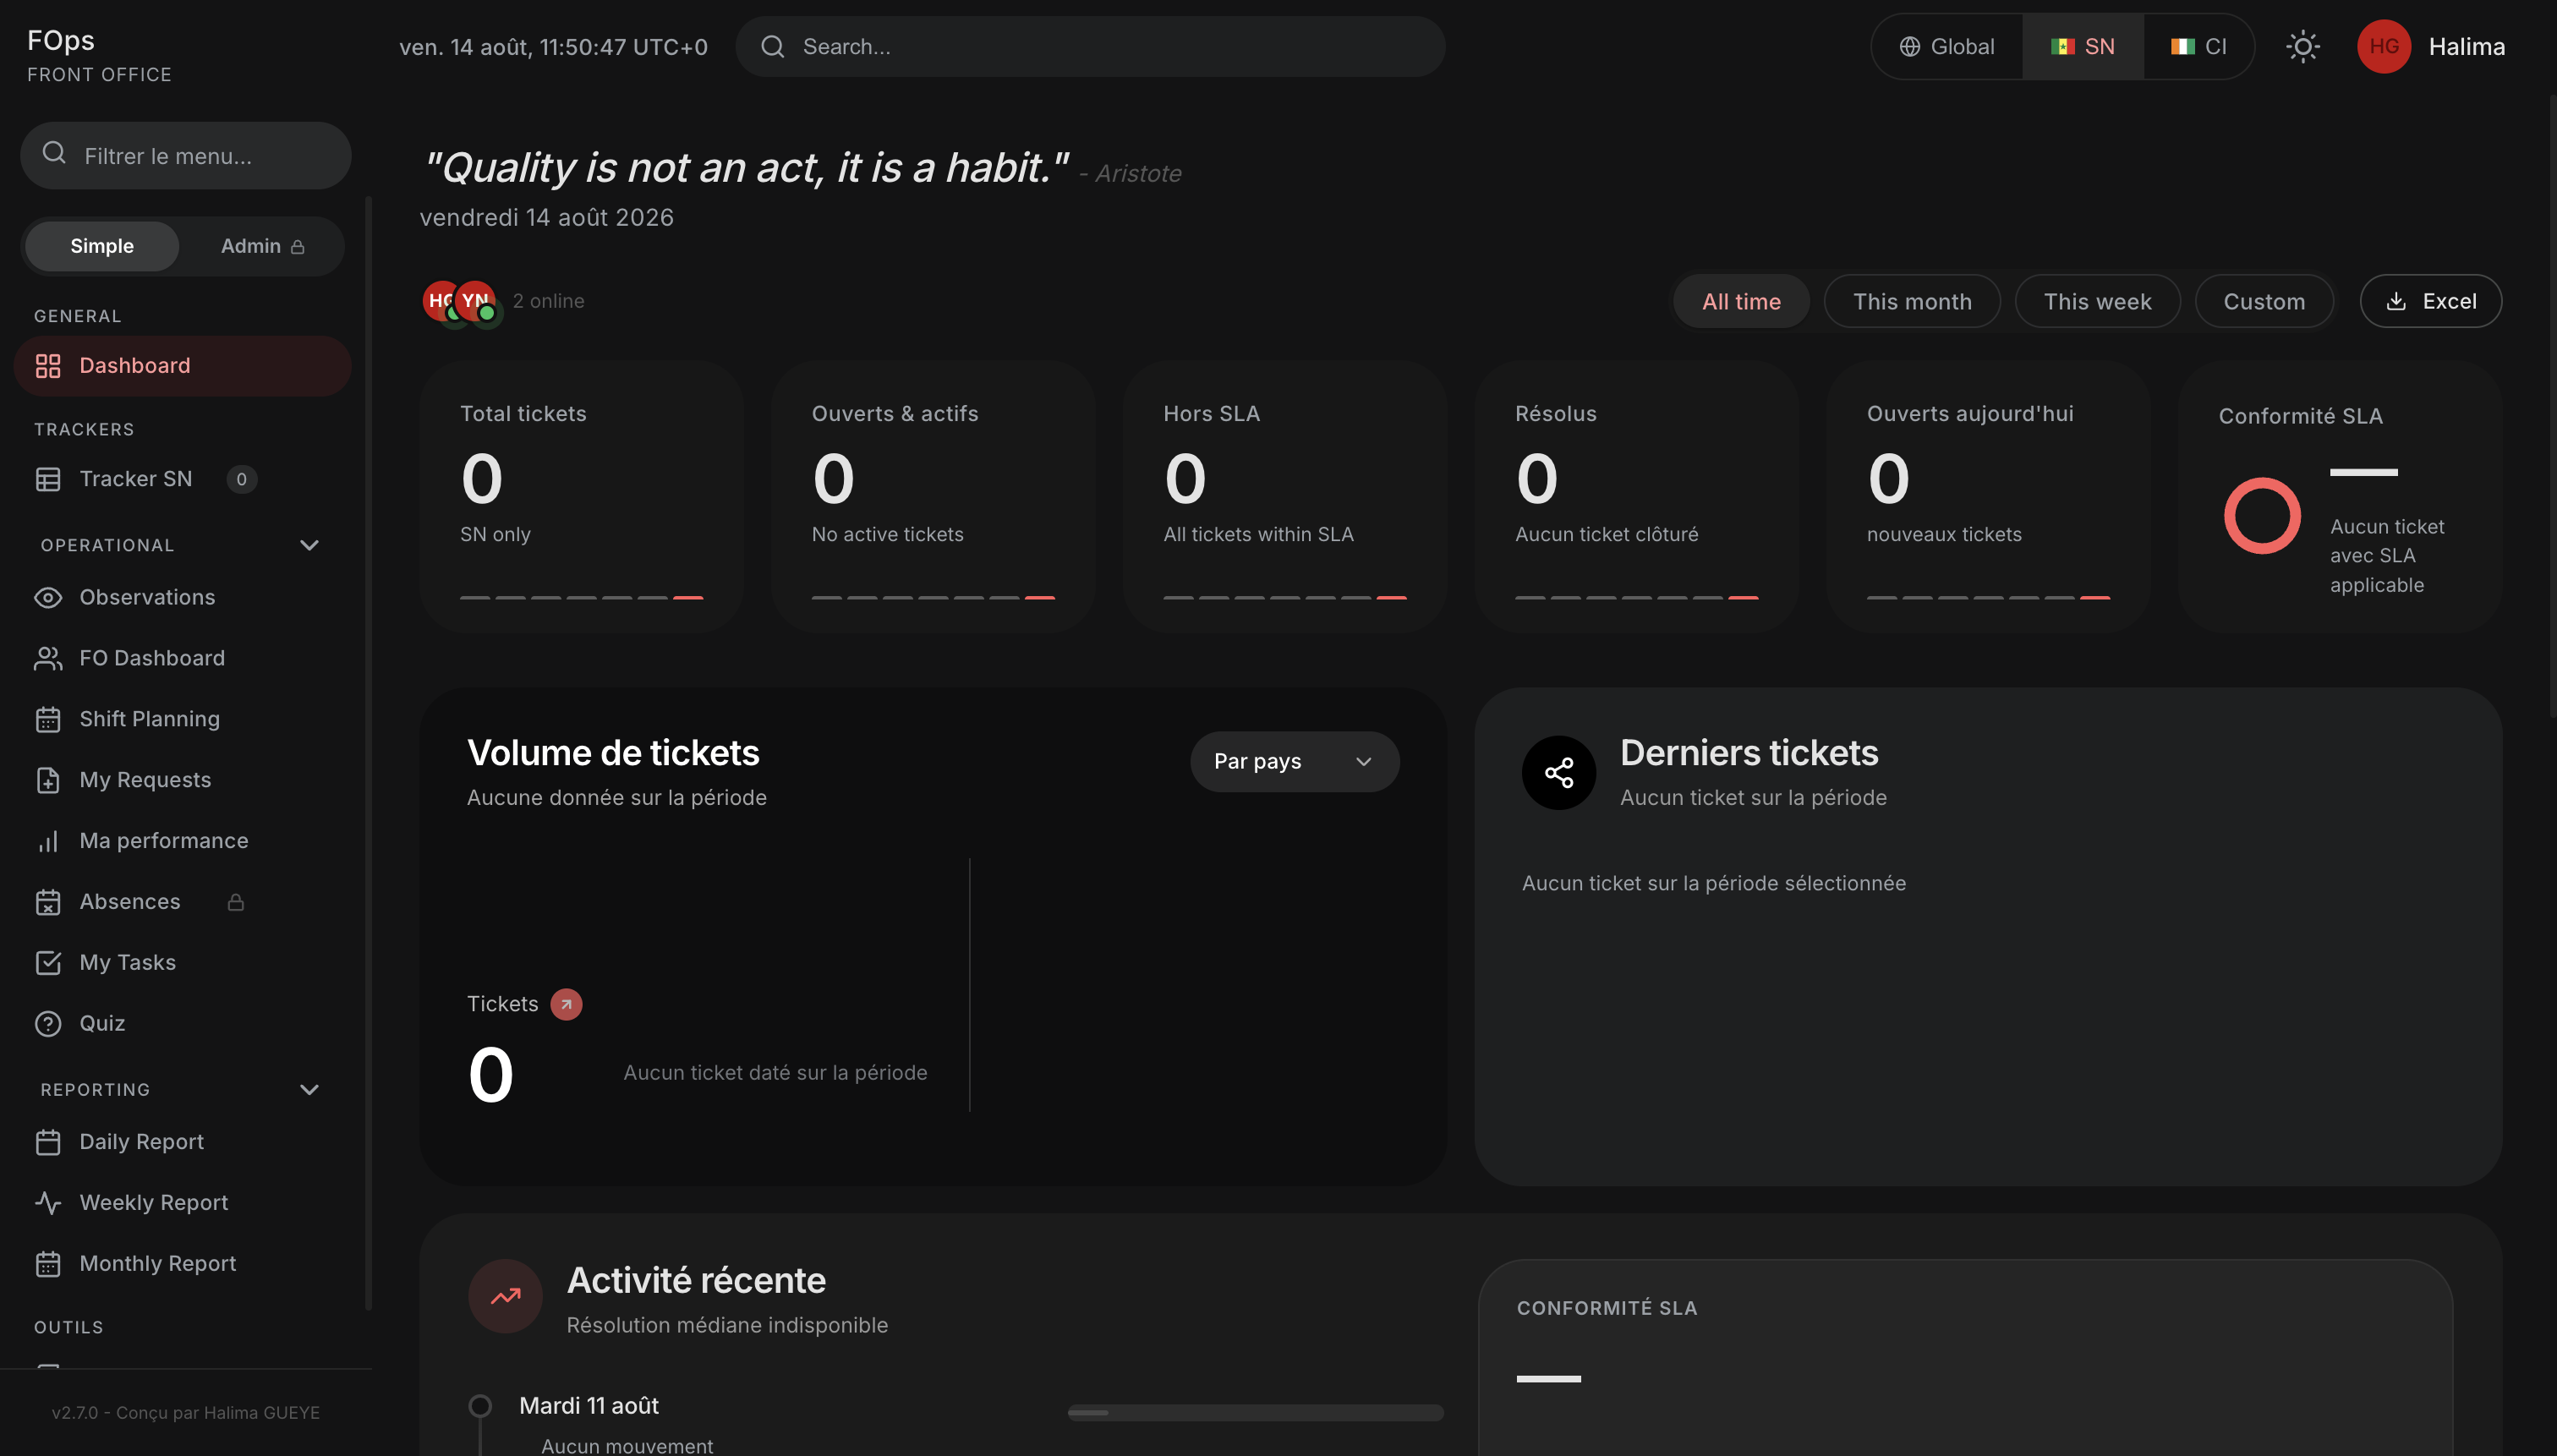 FOps
FRONT OFFICE
ven. 14 août, 11:50:47 UTC+0
Search...
Global
SN
CI
HG
Halima
Filtrer le menu...
Simple
Admin
GENERAL
Dashboard
TRACKERS
Tracker SN
0
OPERATIONAL
Observations
FO Dashboard
Shift Planning
My Requests
Ma performance
Absences
My Tasks
Quiz
REPORTING
Daily Report
Weekly Report
Monthly Report
OUTILS
v2.7.0 - Conçu par Halima GUEYE
"Quality is not an act, it is a habit." - Aristote
vendredi 14 août 2026
HG
YN
2 online
All time
This month
This week
Custom
Excel
Total tickets
0
SN only
Ouverts & actifs
0
No active tickets
Hors SLA
0
All tickets within SLA
Résolus
0
Aucun ticket clôturé
Ouverts aujourd'hui
0
nouveaux tickets
Conformité SLA
—
Aucun ticket
avec SLA
applicable
Volume de tickets
Aucune donnée sur la période
Par pays
Tickets
0
Aucun ticket daté sur la période
Derniers tickets
Aucun ticket sur la période
Aucun ticket sur la période sélectionnée
Activité récente
Résolution médiane indisponible
Mardi 11 août
Aucun mouvement
CONFORMITÉ SLA
—